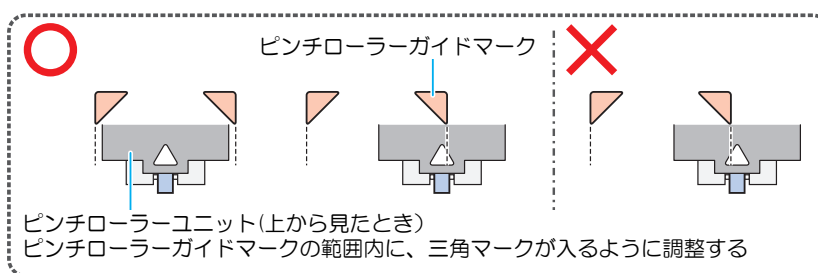 ピンチローラーガイドマーク
ピンチローラーユニット(上から見たとき)
ピンチローラーガイドマークの範囲内に、三角マークが入るように調整する